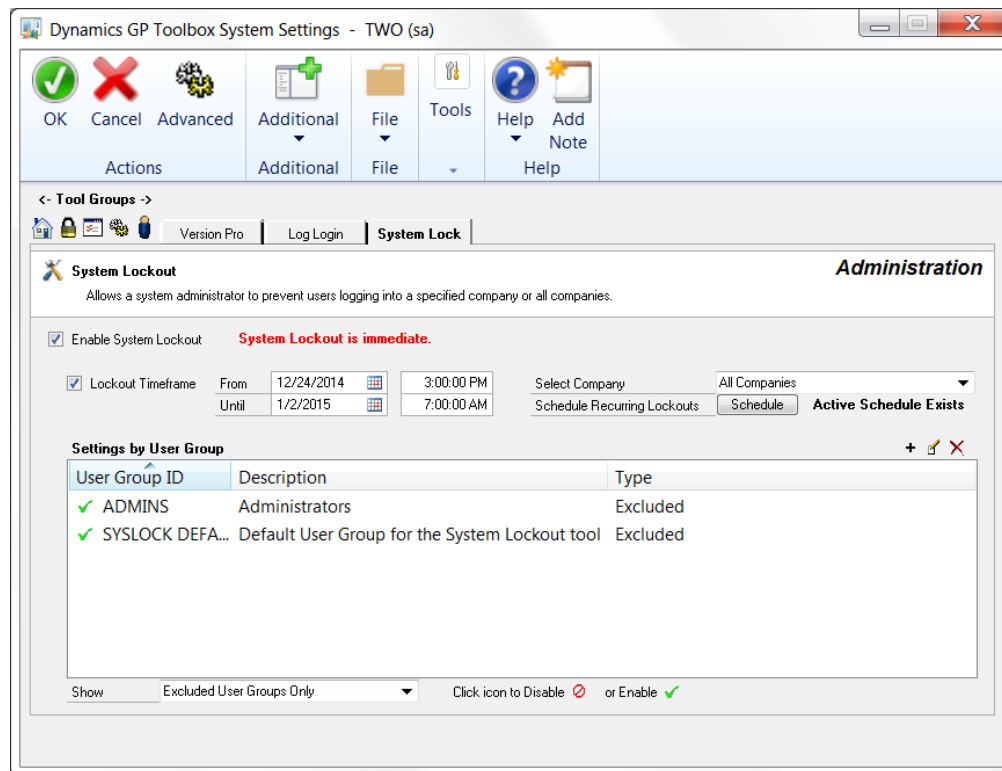 Dynamics GP Toolbox System Settings - TWO (sa)
OK Cancel Advanced Additional File Tools Help Add Note
Actions Additional File Help
<- Tool Groups ->
Version Pro Log Login System Lock
System Lockout Administration
Allows a system administrator to prevent users logging into a specified company or all companies.
Enable System Lockout System Lockout is immediate.
Lockout Timeframe From 12/24/2014 3:00:00 PM Select Company All Companies
Until 1/2/2015 7:00:00 AM Schedule Recurring Lockouts Schedule Active Schedule Exists
Settings by User Group
User Group ID Description Type
ADMINS Administrators Excluded
SYSLOCK DEFA... Default User Group for the System Lockout tool Excluded
Show Excluded User Groups Only Click icon to Disable or Enable